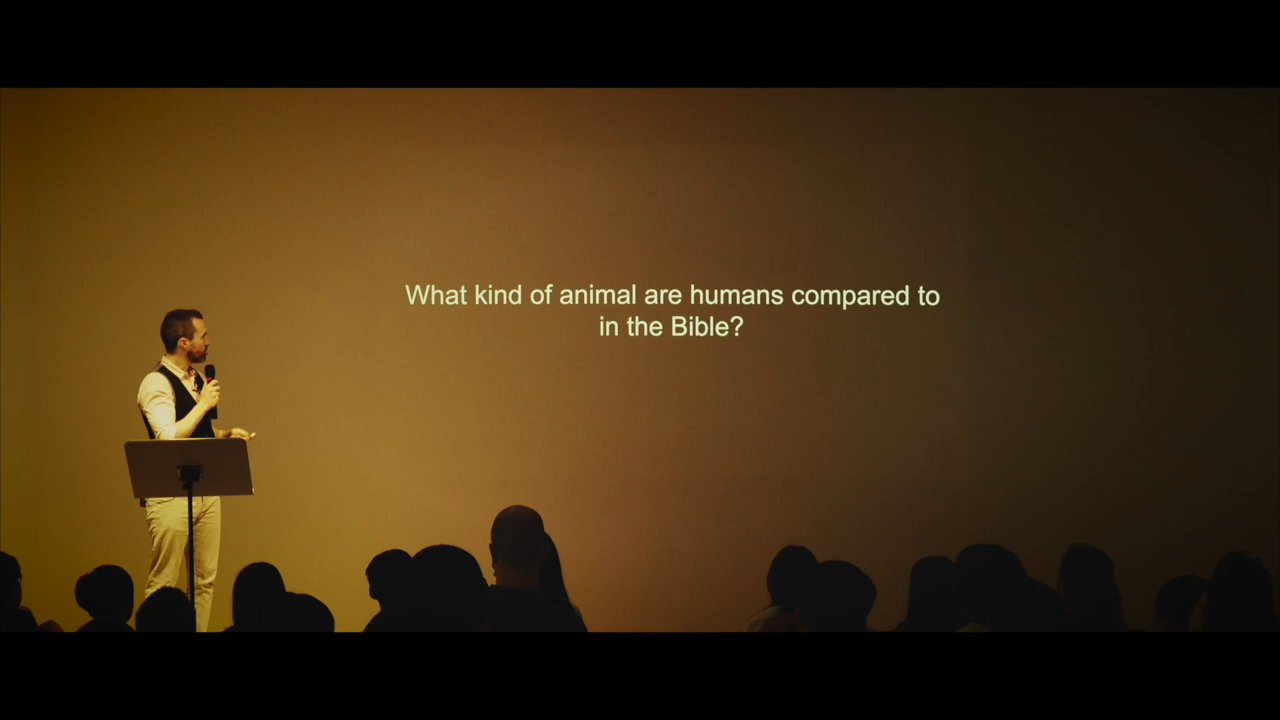 What kind of animal are humans compared to
in the Bible?